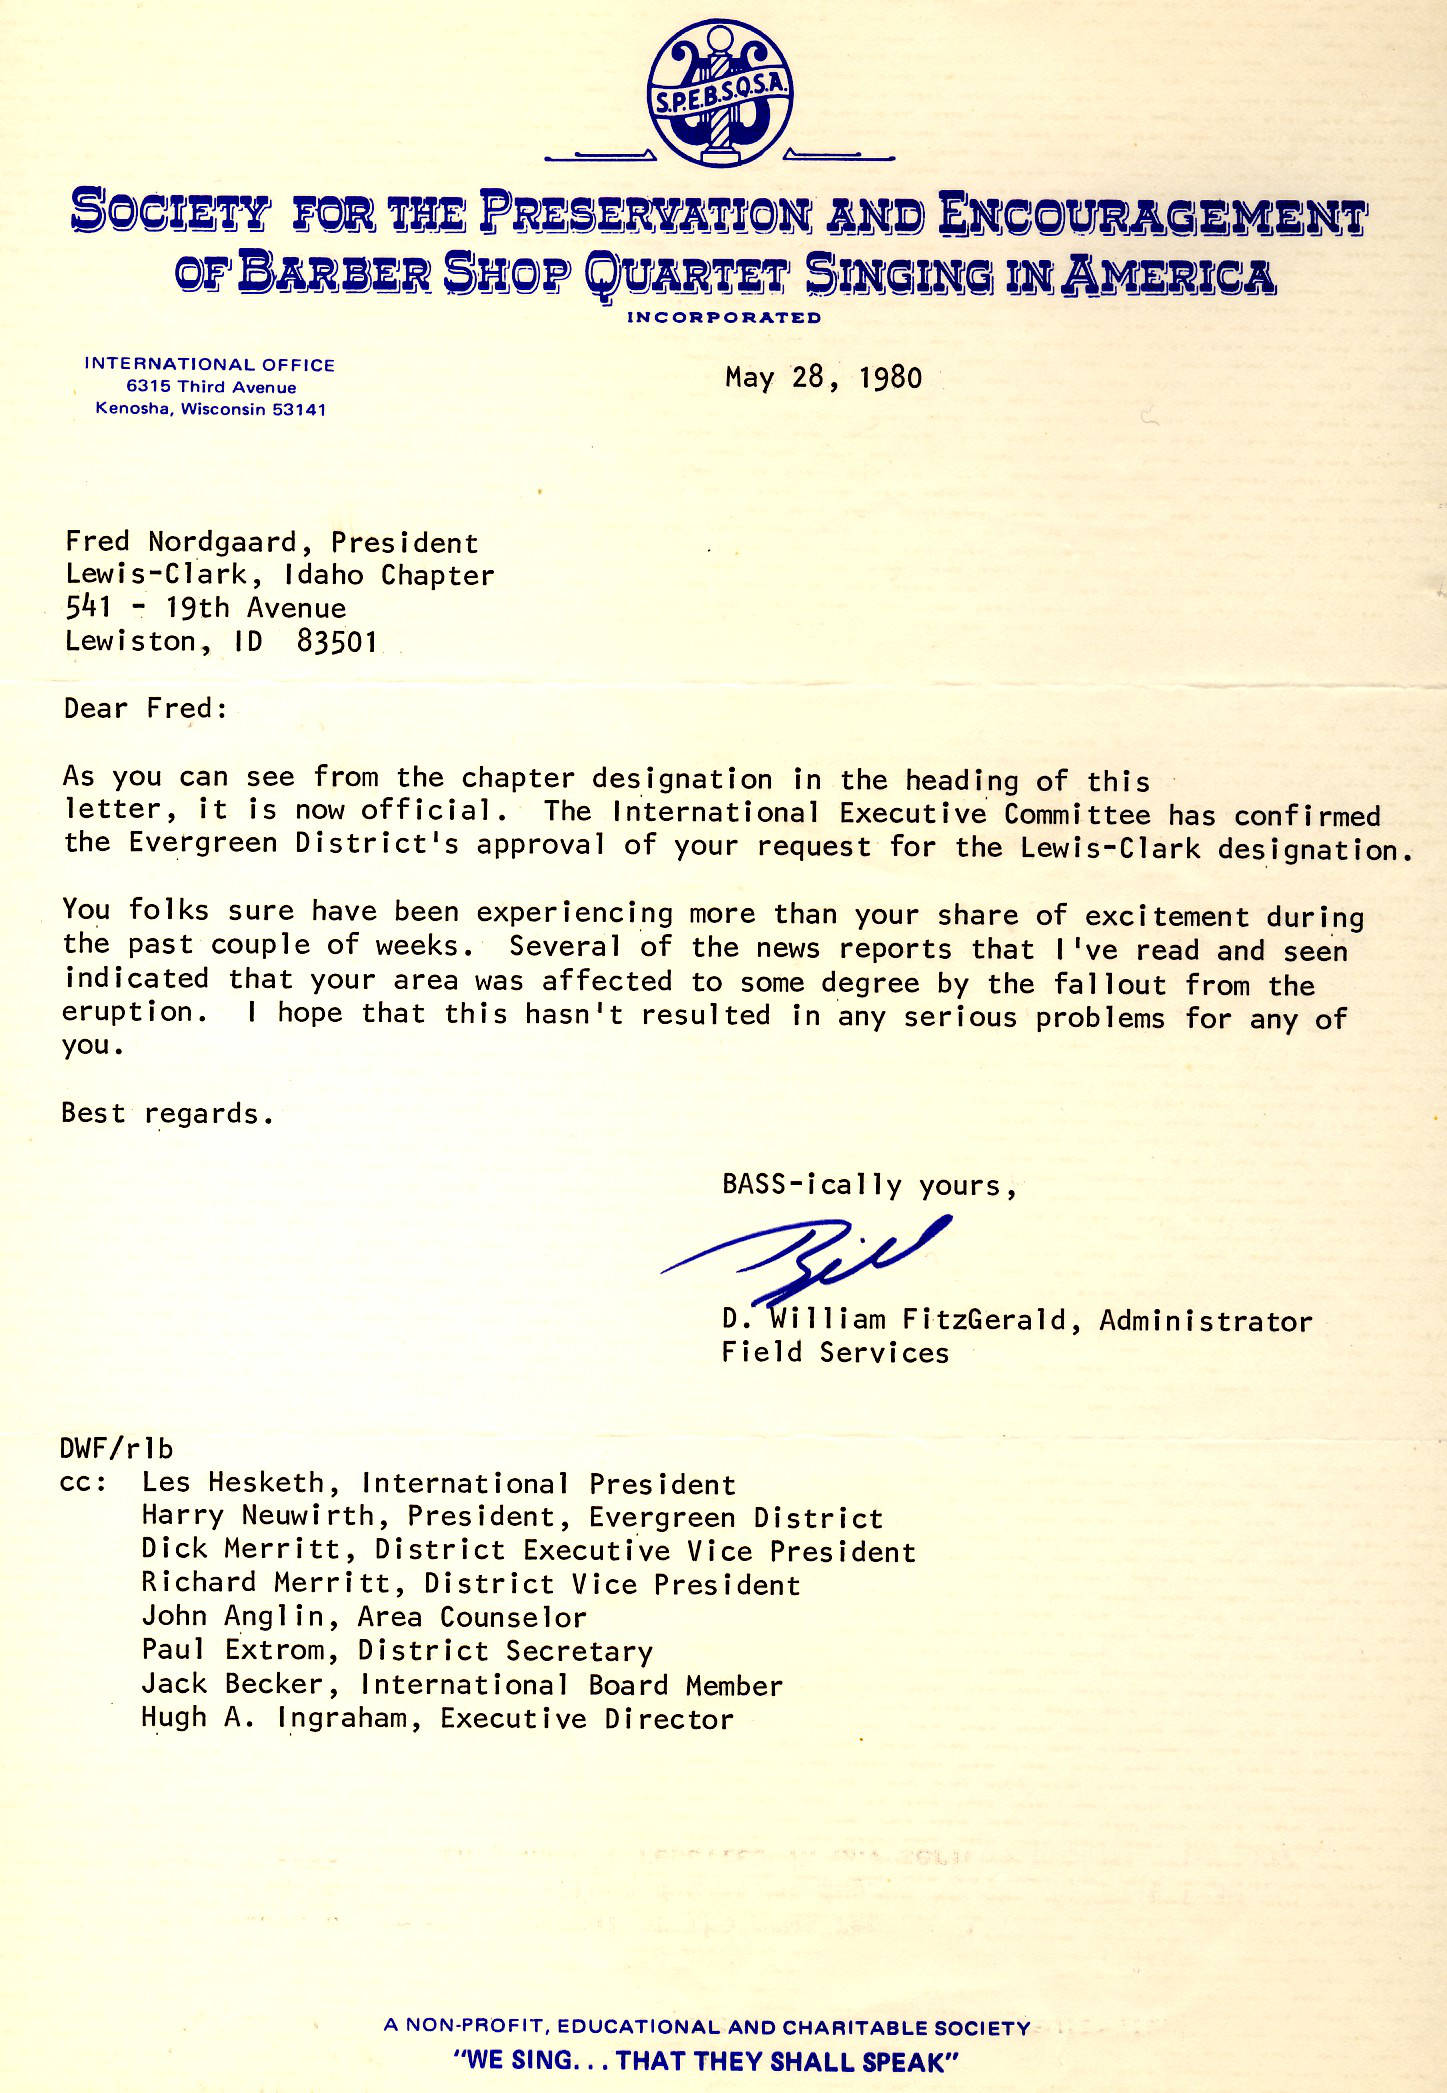 S.P.E.B.S.Q.S.A.
SOCIETY FOR THE PRESERVATION AND ENCOURAGEMENT
OF BARBER SHOP QUARTET SINGING IN AMERICA
INCORPORATED
INTERNATIONAL OFFICE
6315 Third Avenue
Kenosha, Wisconsin 53141
May 28, 1980
Fred Nordgaard, President
Lewis-Clark, Idaho Chapter
541 - 19th Avenue
Lewiston, ID  83501
Dear Fred:
As you can see from the chapter designation in the heading of this
letter, it is now official.  The International Executive Committee has confirmed
the Evergreen District's approval of your request for the Lewis-Clark designation.
You folks sure have been experiencing more than your share of excitement during
the past couple of weeks.  Several of the news reports that I've read and seen
indicated that your area was affected to some degree by the fallout from the
eruption.  I hope that this hasn't resulted in any serious problems for any of
you.
Best regards.
BASS-ically yours,
Bill
D. William FitzGerald, Administrator
Field Services
DWF/rlb
cc:  Les Hesketh, International President
Harry Neuwirth, President, Evergreen District
Dick Merritt, District Executive Vice President
Richard Merritt, District Vice President
John Anglin, Area Counselor
Paul Extrom, District Secretary
Jack Becker, International Board Member
Hugh A. Ingraham, Executive Director
A NON-PROFIT, EDUCATIONAL AND CHARITABLE SOCIETY
"WE SING...THAT THEY SHALL SPEAK"